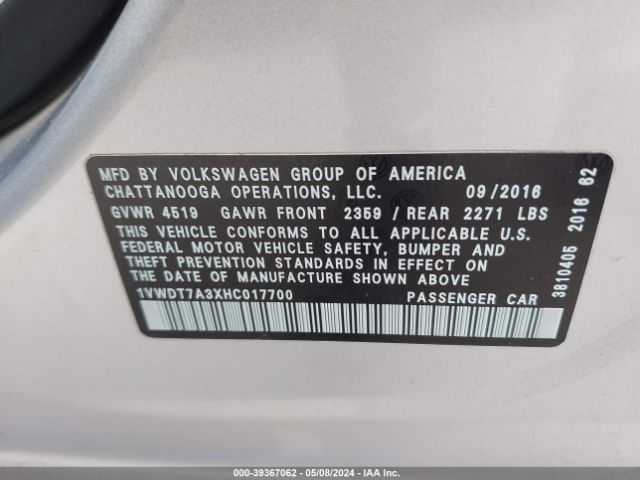 MFD BY VOLKSWAGEN GROUP OF AMERICA
CHATTANOOGA OPERATIONS, LLC. 09/2016
GVWR 4519 GAWR FRONT 2359 / REAR 2271 LBS
THIS VEHICLE CONFORMS TO ALL APPLICABLE U.S.
FEDERAL MOTOR VEHICLE SAFETY, BUMPER AND
THEFT PREVENTION STANDARDS IN EFFECT ON
THE DATE OF MANUFACTURE SHOWN ABOVE
1VWDT7A3XHC017700 PASSENGER CAR
3810405 2016 62
000-39367062 - 05/08/2024 - IAAI.COM